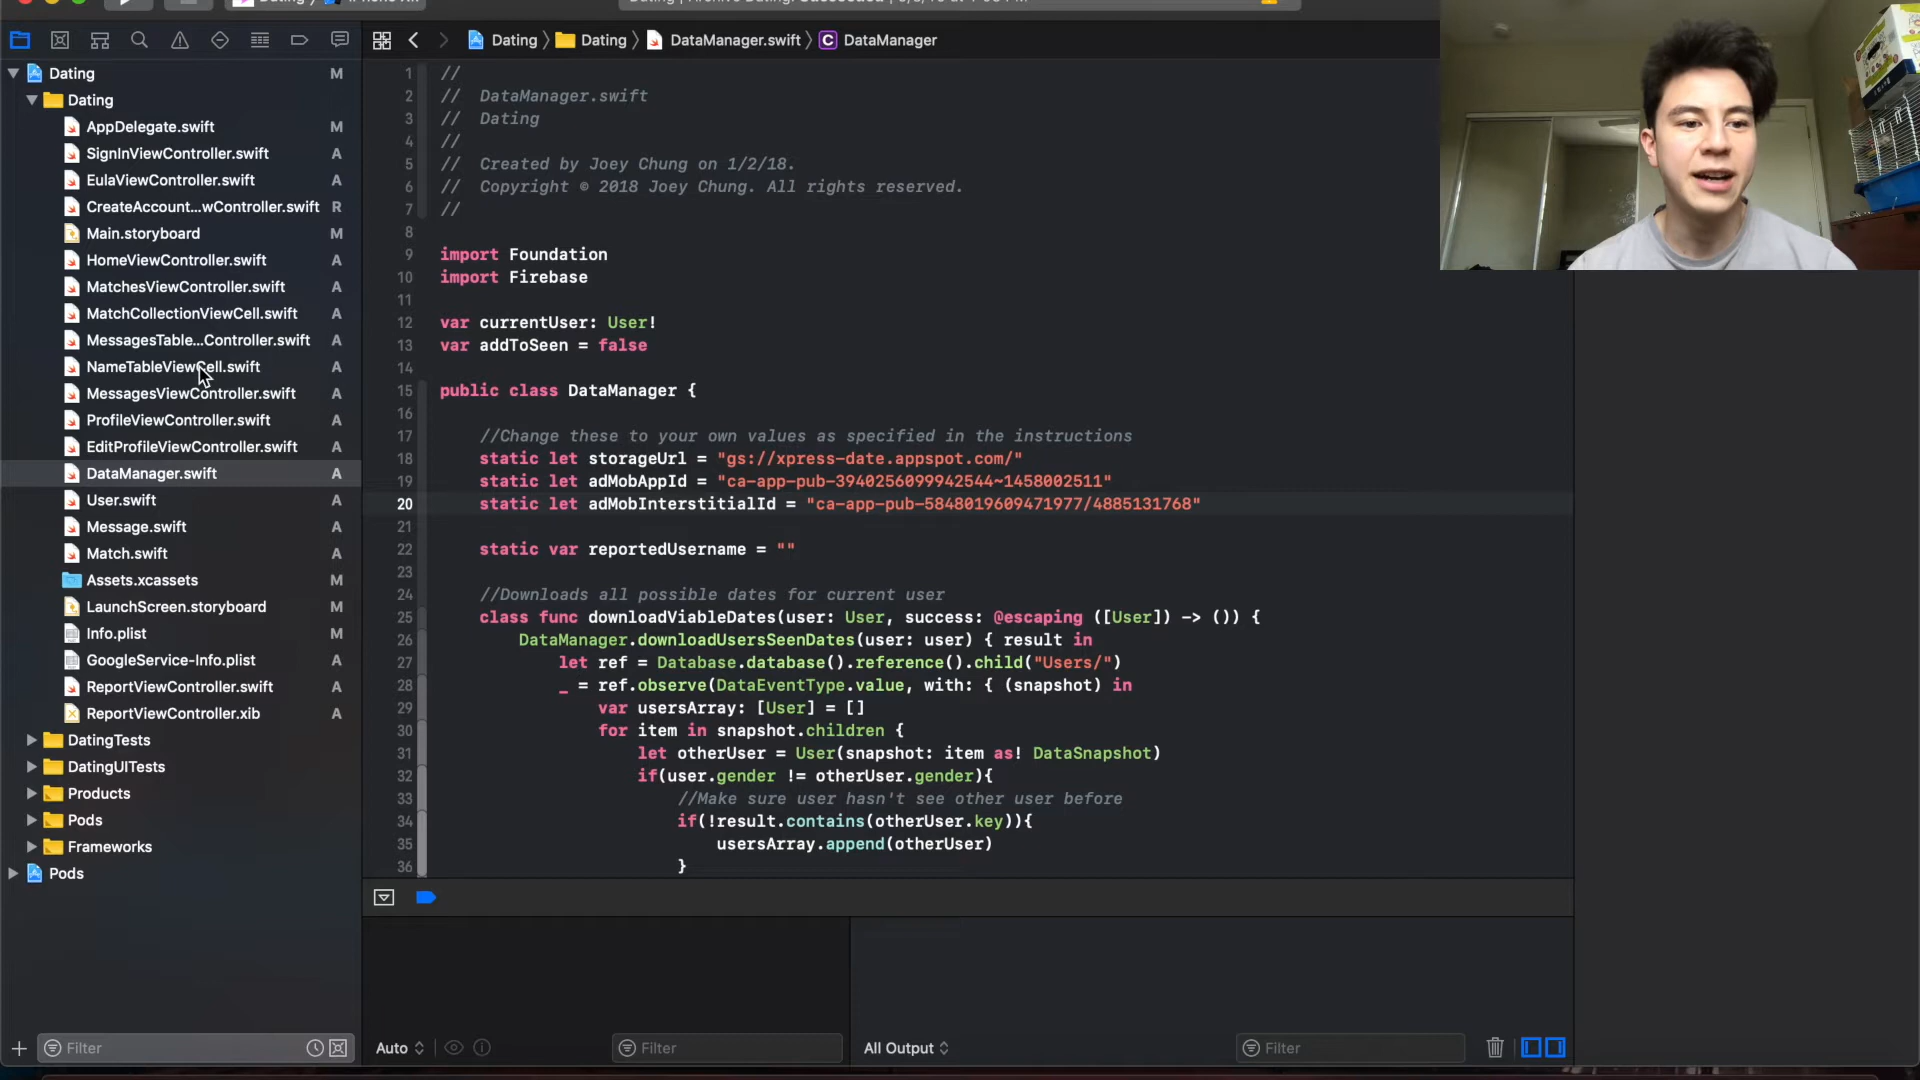 Dating > Dating > DataManager.swift > C DataManager
Dating M
Dating
AppDelegate.swift M
SignInViewController.swift A
EulaViewController.swift A
CreateAccount...wController.swift R
Main.storyboard M
HomeViewController.swift A
MatchesViewController.swift A
MatchCollectionViewCell.swift A
MessagesTable...Controller.swift A
NameTableViewCell.swift A
MessagesViewController.swift A
ProfileViewController.swift A
EditProfileViewController.swift A
DataManager.swift A
User.swift A
Message.swift A
Match.swift A
Assets.xcassets M
LaunchScreen.storyboard M
Info.plist M
GoogleService-Info.plist A
ReportViewController.swift A
ReportViewController.xib A
DatingTests
DatingUITests
Products
Pods
Frameworks
Pods
Filter
1 //
2 // DataManager.swift
3 // Dating
4 //
5 // Created by Joey Chung on 1/2/18.
6 // Copyright © 2018 Joey Chung. All rights reserved.
7 //
8
9 import Foundation
10 import Firebase
11
12 var currentUser: User!
13 var addToSeen = false
14
15 public class DataManager {
16
17 //Change these to your own values as specified in the instructions
18 static let storageUrl = "gs://xpress-date.appspot.com/"
19 static let adMobAppId = "ca-app-pub-3940256099942544~1458002511"
20 static let adMobInterstitialId = "ca-app-pub-5848019609471977/4885131768"
21
22 static var reportedUsername = ""
23
24 //Downloads all possible dates for current user
25 class func downloadViableDates(user: User, success: @escaping ([User]) -> ()) {
26 DataManager.downloadUsersSeenDates(user: user) { result in
27 let ref = Database.database().reference().child("Users/")
28 _ = ref.observe(DataEventType.value, with: { (snapshot) in
29 var usersArray: [User] = []
30 for item in snapshot.children {
31 let otherUser = User(snapshot: item as! DataSnapshot)
32 if(user.gender != otherUser.gender){
33 //Make sure user hasn't see other user before
34 if(!result.contains(otherUser.key)){
35 usersArray.append(otherUser)
36 }
Auto
Filter
All Output
Filter